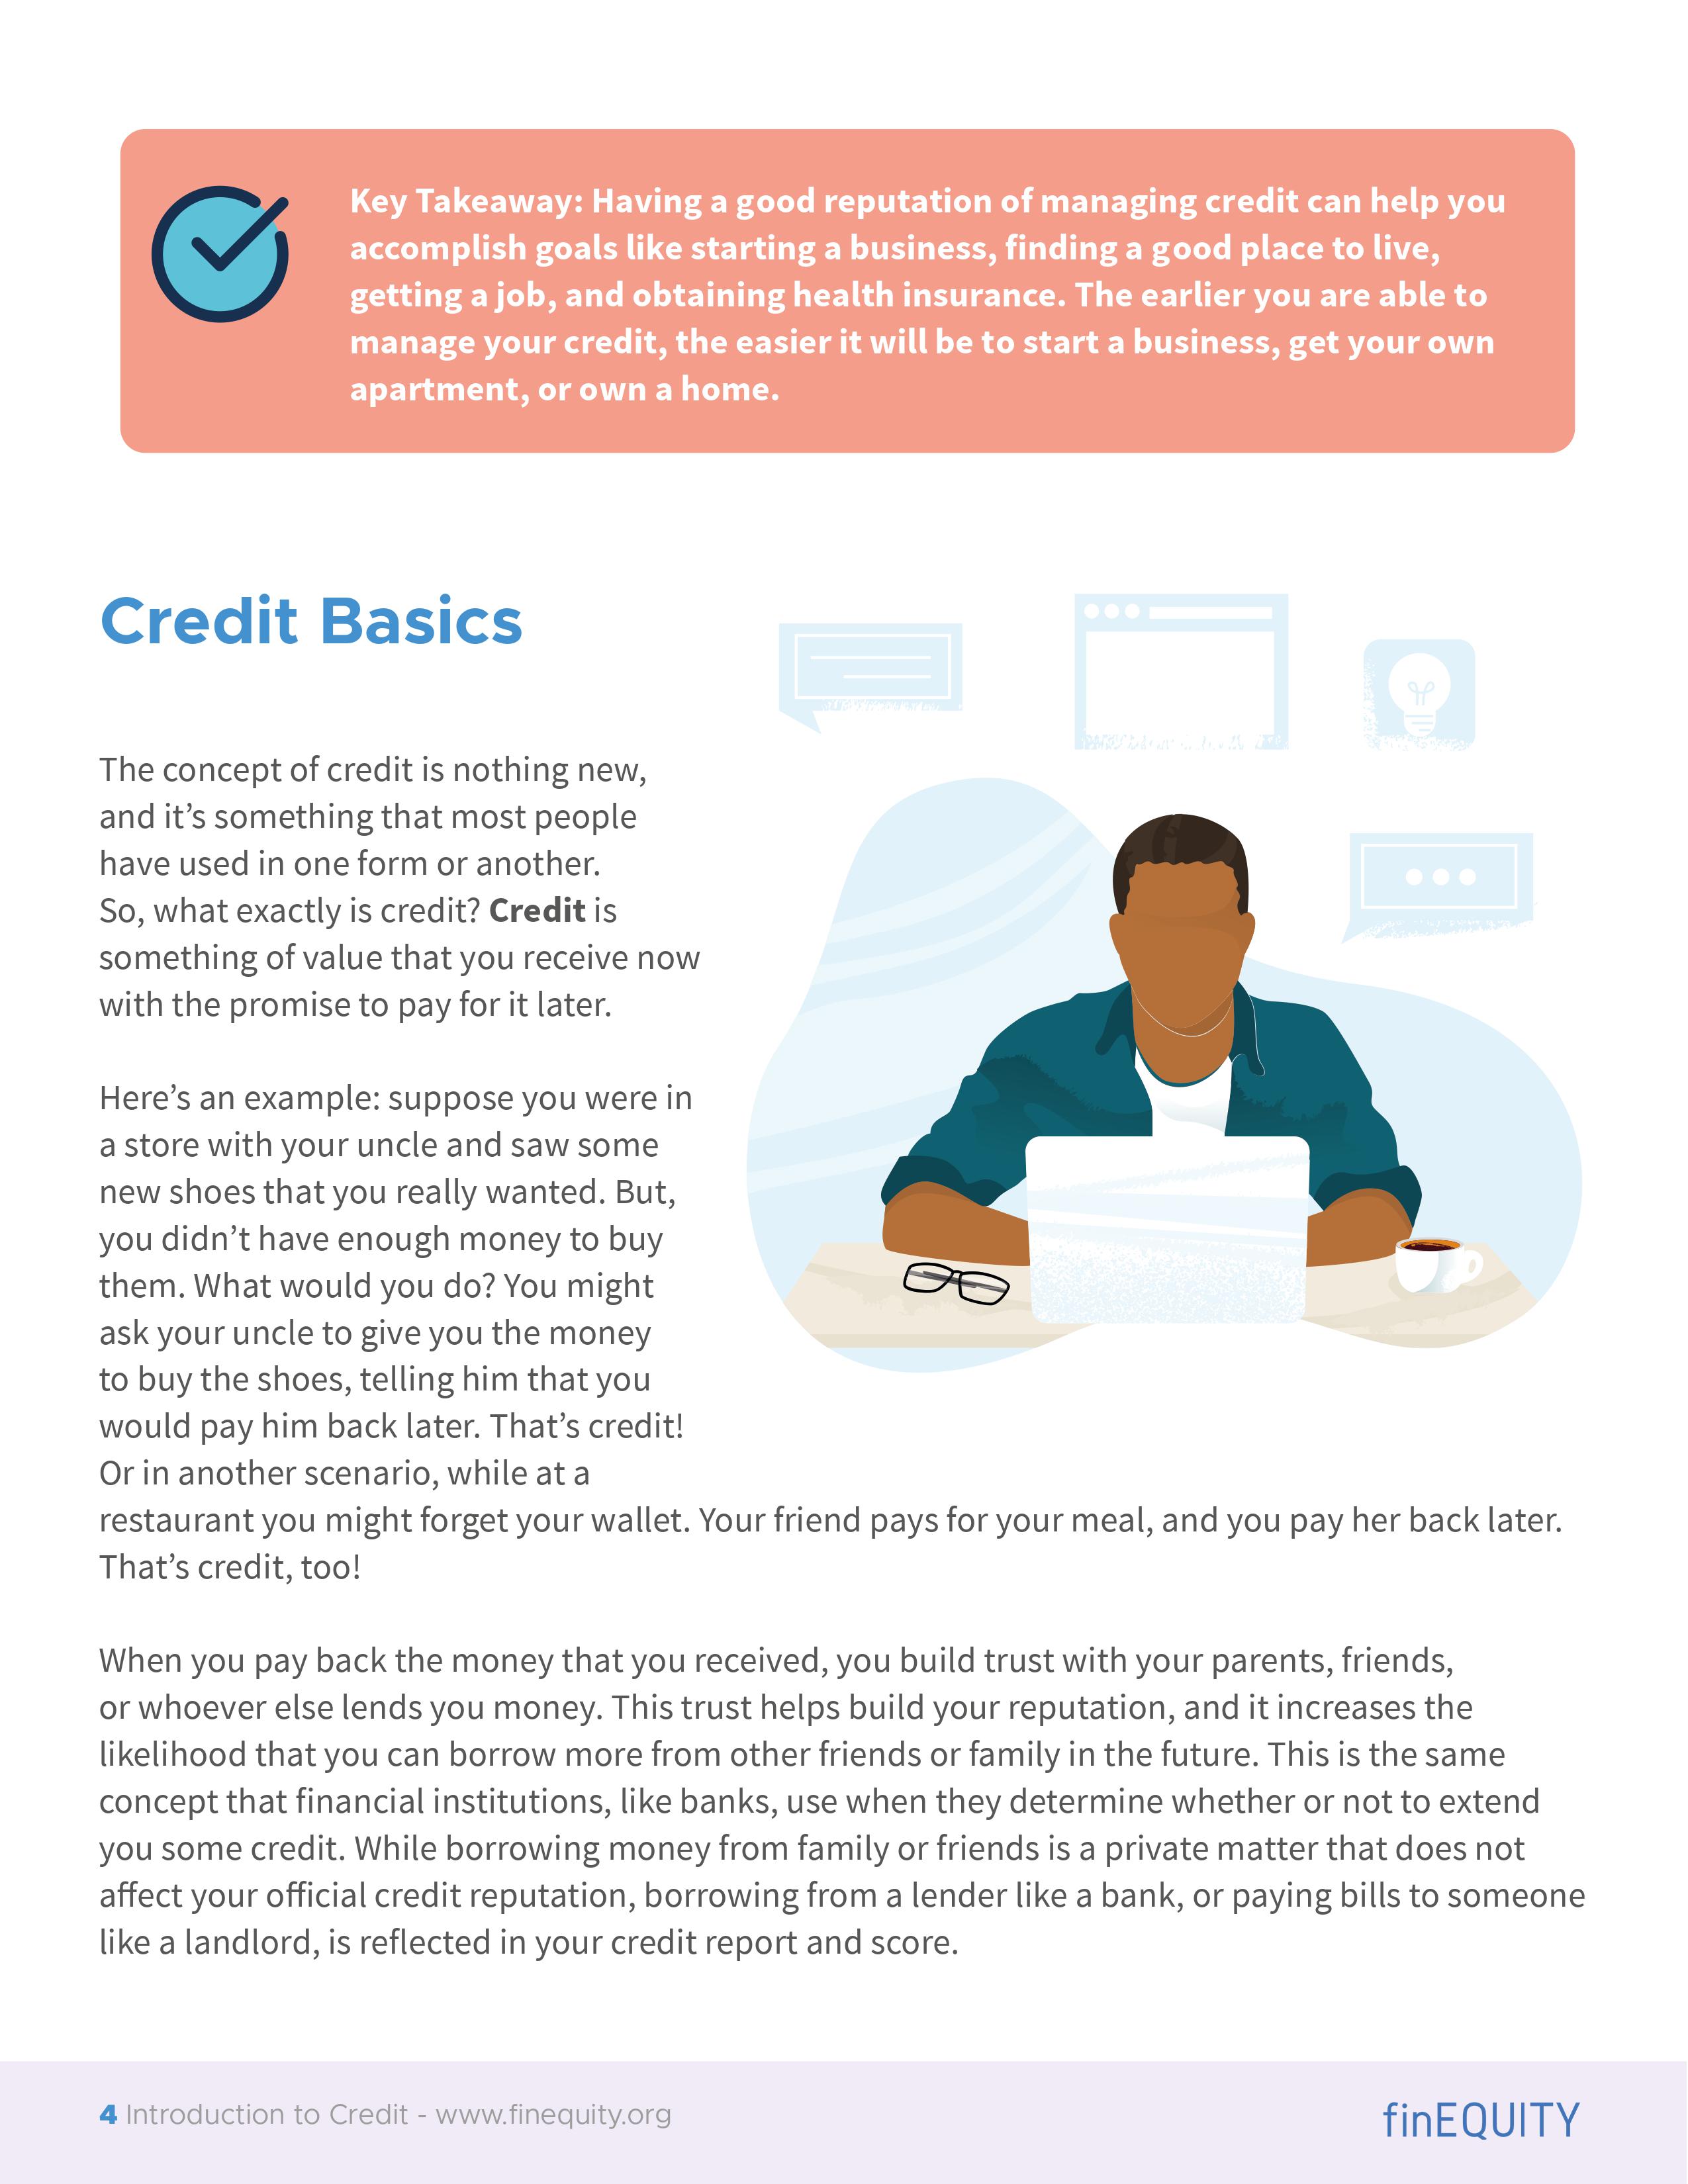 Key Takeaway: Having a good reputation of managing credit can help you
accomplish goals like starting a business, finding a good place to live,
getting a job, and obtaining health insurance. The earlier you are able to
manage your credit, the easier it will be to start a business, get your own
apartment, or own a home.
Credit Basics
The concept of credit is nothing new,
and it’s something that most people
have used in one form or another.
So, what exactly is credit? Credit is
something of value that you receive now
with the promise to pay for it later.
Here’s an example: suppose you were in
a store with your uncle and saw some
new shoes that you really wanted. But,
you didn’t have enough money to buy
them. What would you do? You might
ask your uncle to give you the money
to buy the shoes, telling him that you
would pay him back later. That’s credit!
Or in another scenario, while at a
restaurant you might forget your wallet. Your friend pays for your meal, and you pay her back later.
That’s credit, too!
When you pay back the money that you received, you build trust with your parents, friends,
or whoever else lends you money. This trust helps build your reputation, and it increases the
likelihood that you can borrow more from other friends or family in the future. This is the same
concept that financial institutions, like banks, use when they determine whether or not to extend
you some credit. While borrowing money from family or friends is a private matter that does not
affect your official credit reputation, borrowing from a lender like a bank, or paying bills to someone
like a landlord, is reflected in your credit report and score.
4 Introduction to Credit - www.finequity.org
finEQUITY